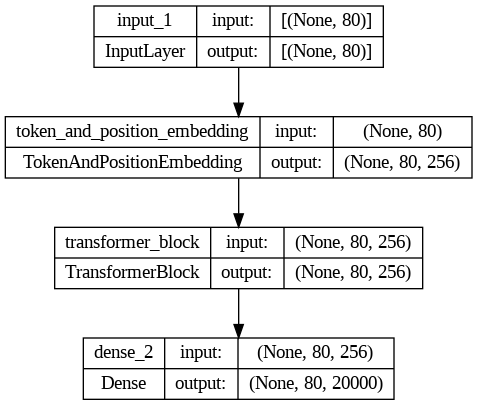 input_1 input: [(None, 80)]
InputLayer output: [(None, 80)]
token_and_position_embedding input: (None, 80)
TokenAndPositionEmbedding output: (None, 80, 256)
transformer_block input: (None, 80, 256)
TransformerBlock output: (None, 80, 256)
dense_2 input: (None, 80, 256)
Dense output: (None, 80, 20000)